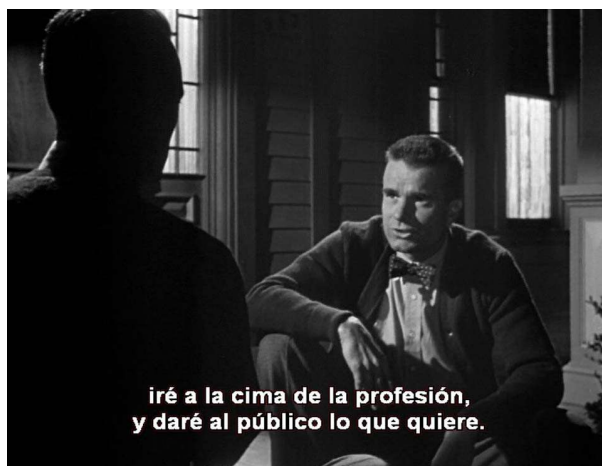 iré a la cima de la profesión,
y daré al público lo que quiere.